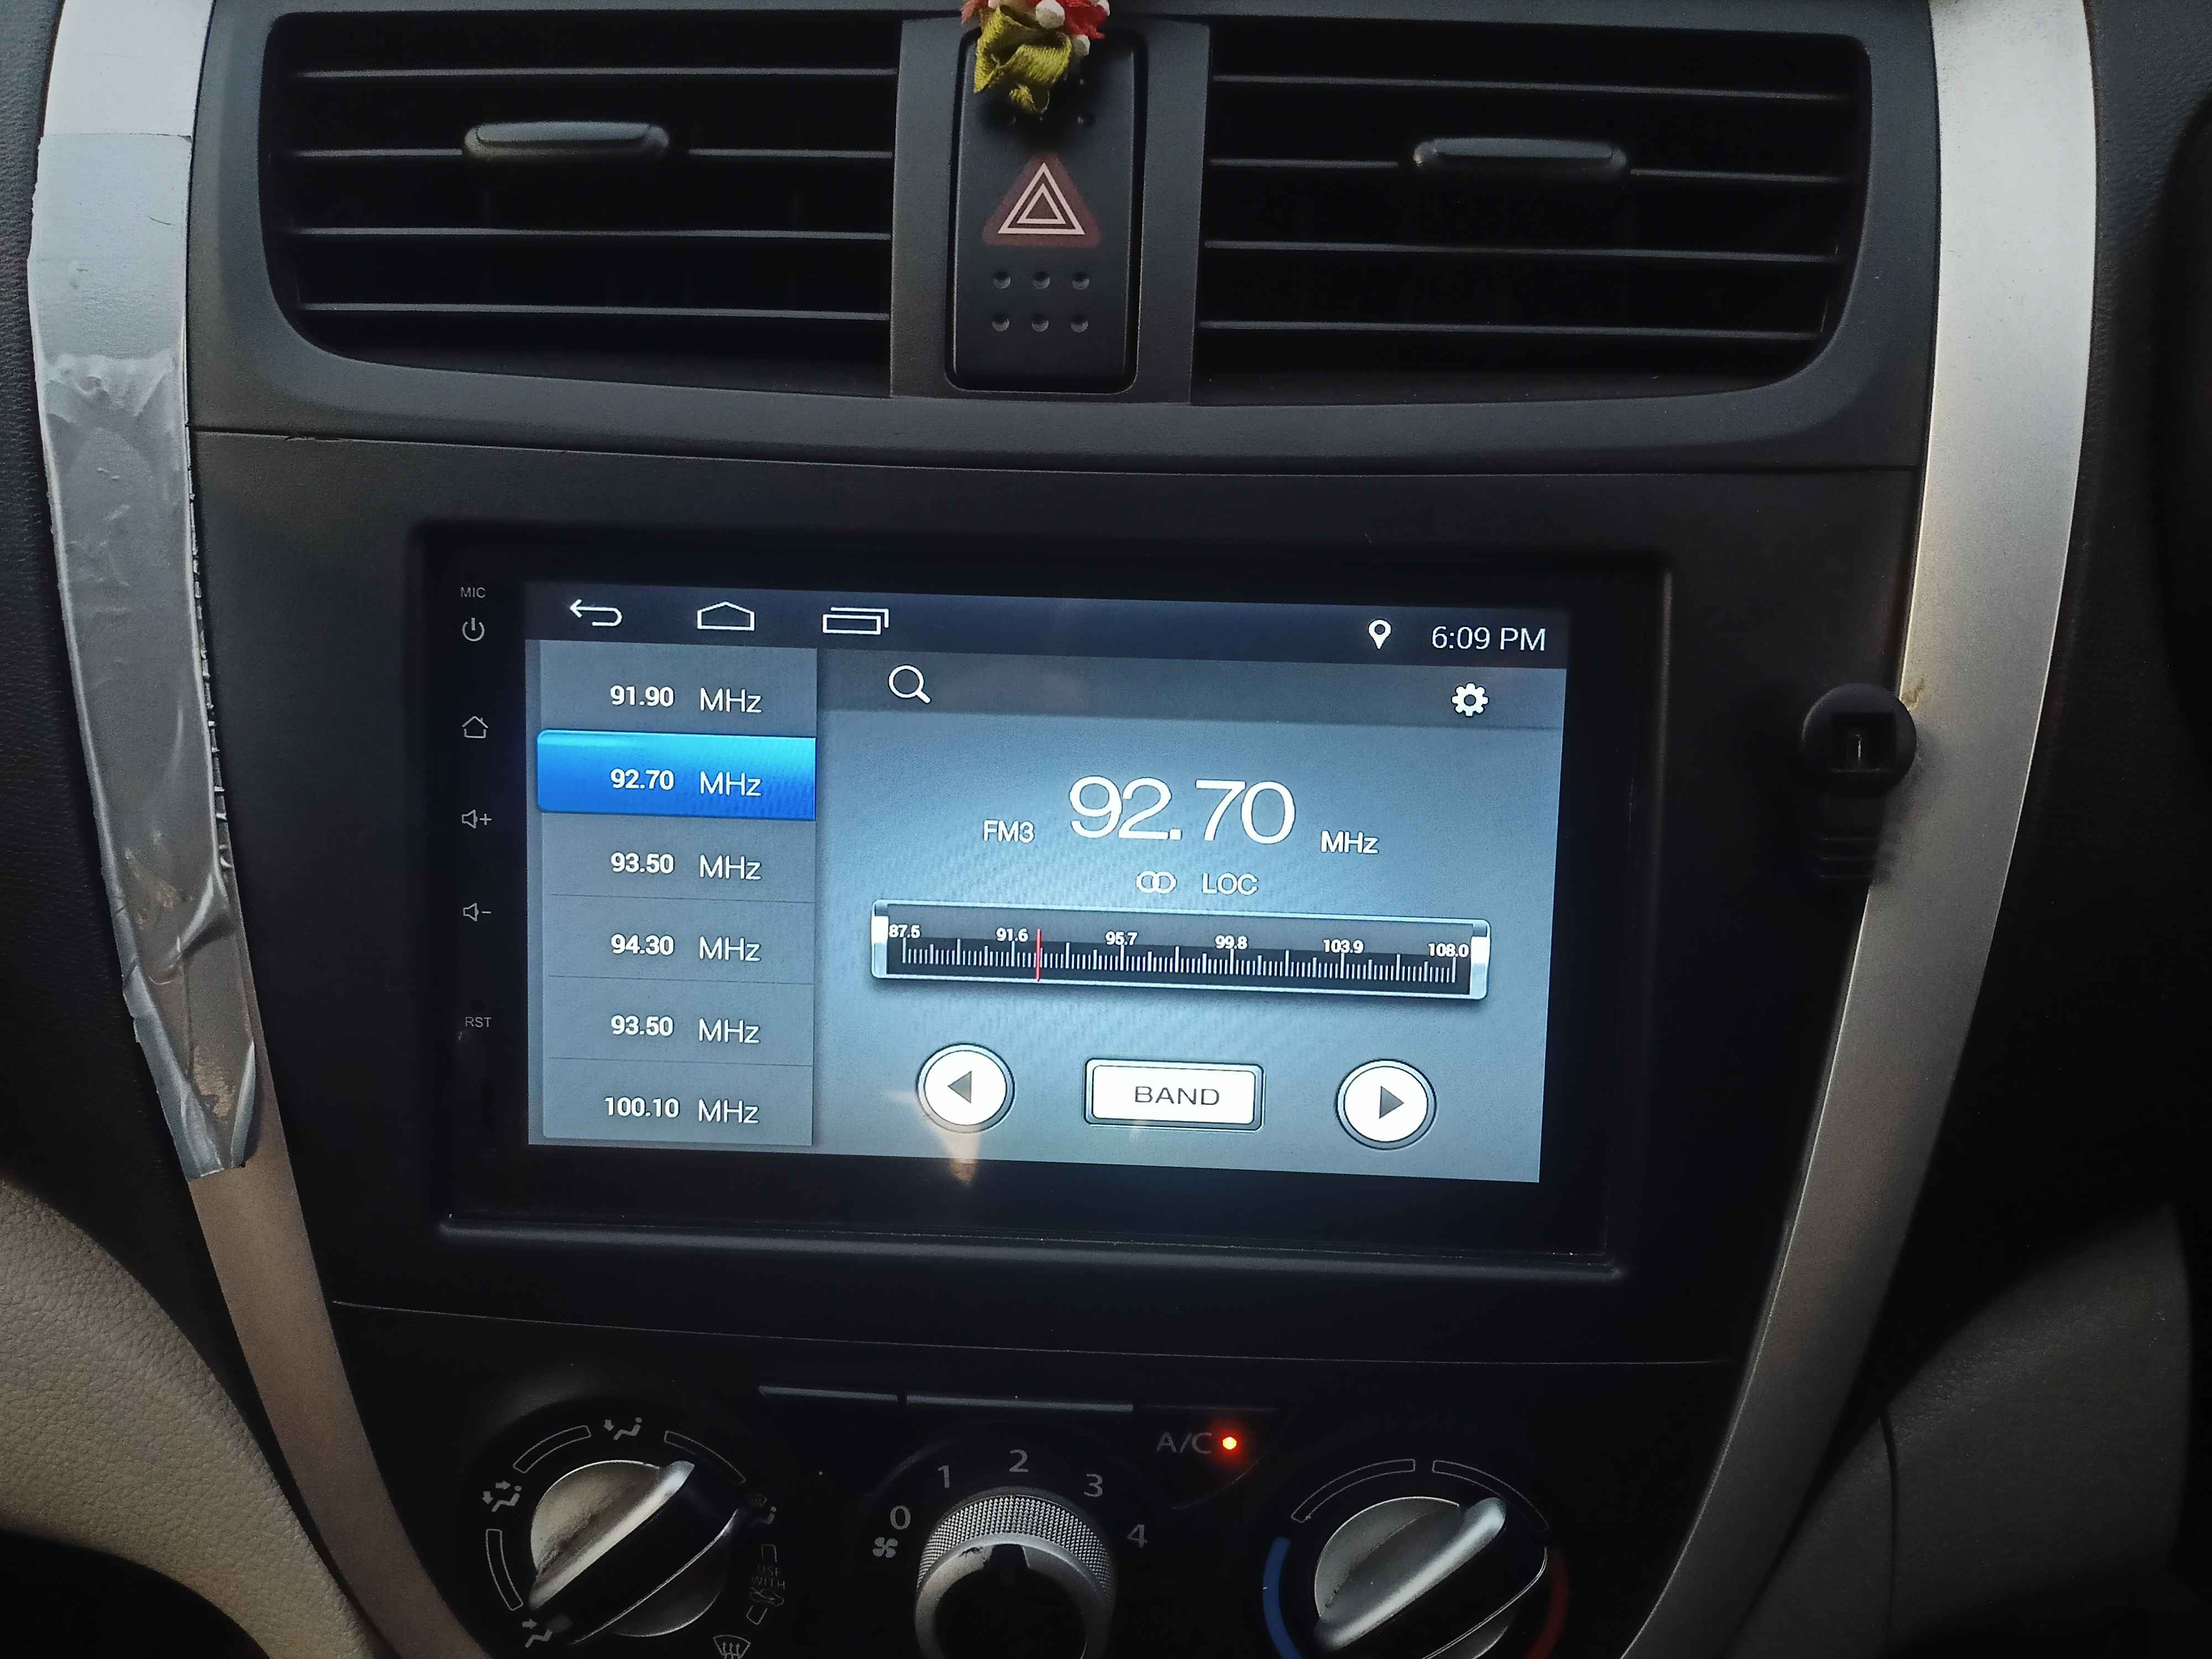 MIC
6:09 PM
91.90 MHz
92.70 MHz
93.50 MHz
94.30 MHz
93.50 MHz
100.10 MHz
FM3 92.70 MHz
LOC
87.5 91.6 95.7 99.8 103.9 108.0
BAND
RST
A/C
0 1 2 3 4
USE
WITH